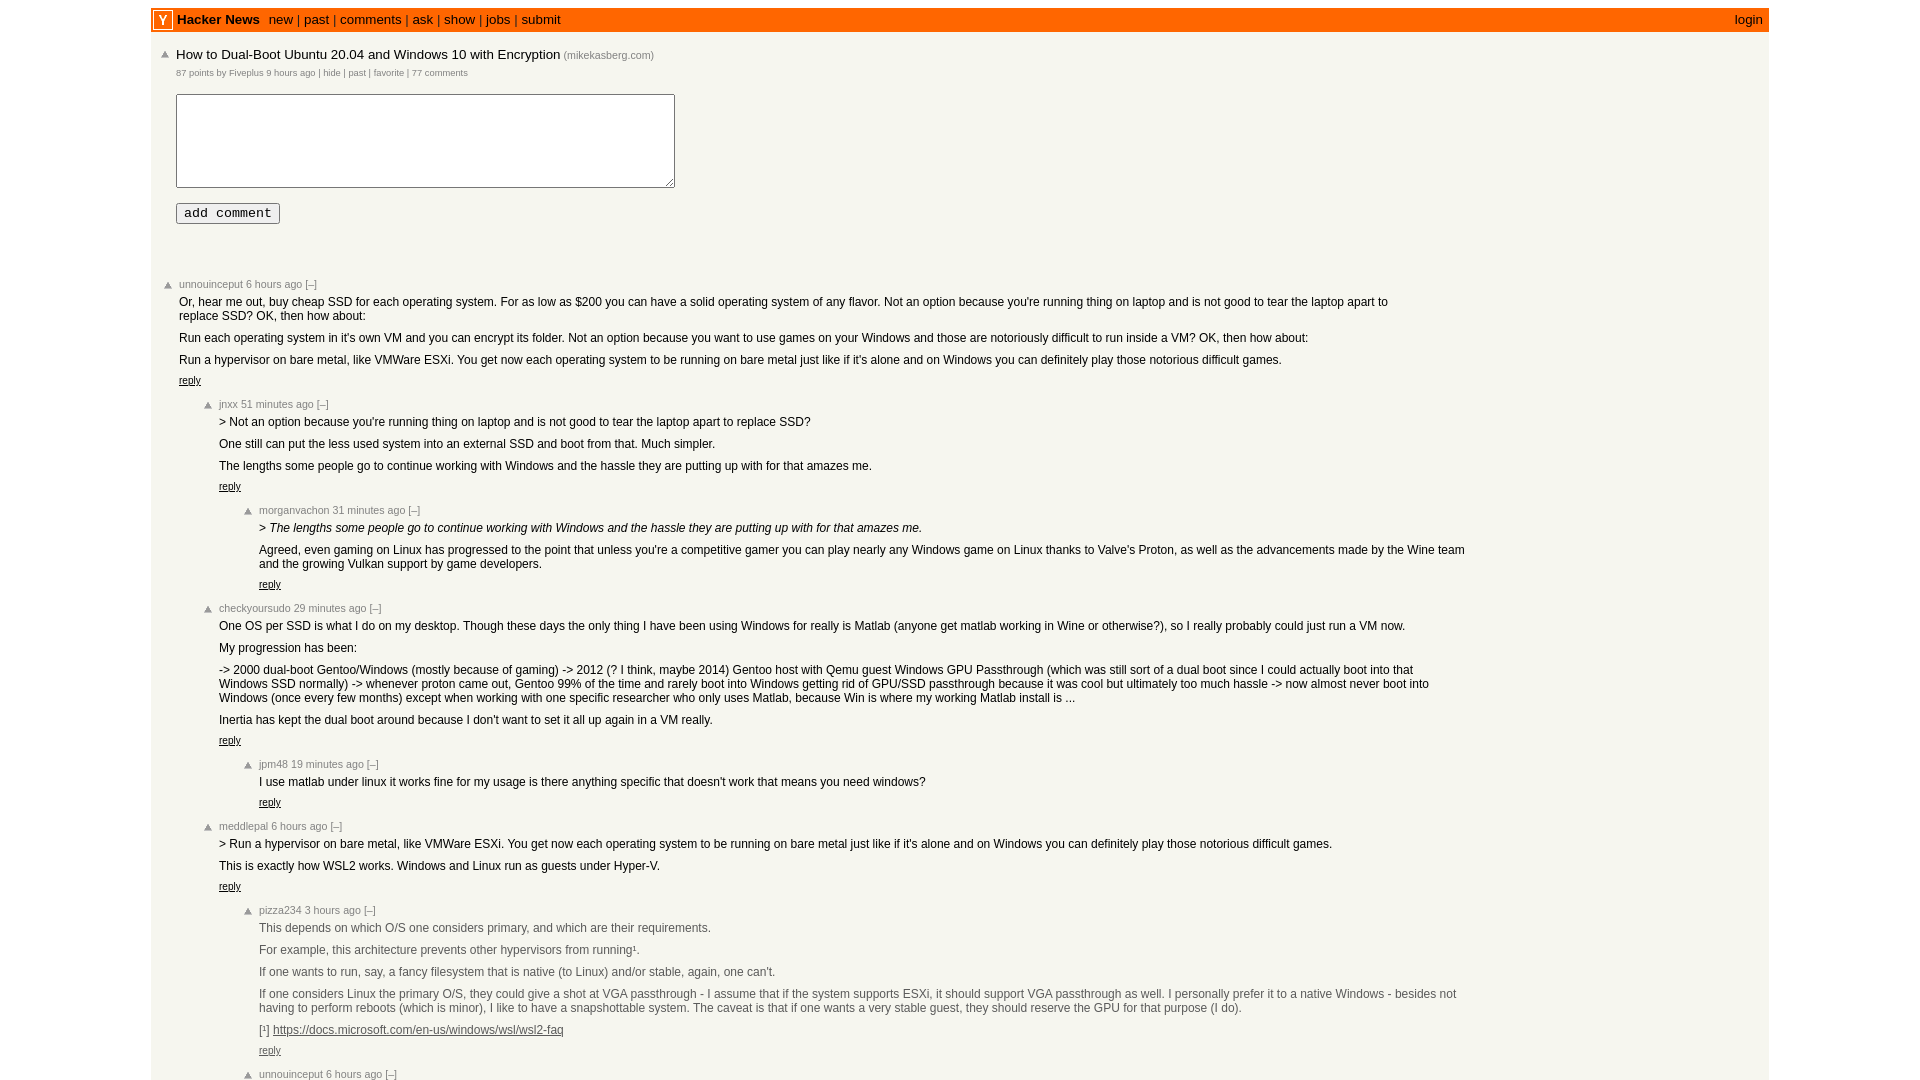 Y Hacker News new | past | comments | ask | show | jobs | submit login
How to Dual-Boot Ubuntu 20.04 and Windows 10 with Encryption (mikekasberg.com)
87 points by Fiveplus 9 hours ago | hide | past | favorite | 77 comments
add comment
unnouinceput 6 hours ago [–]
Or, hear me out, buy cheap SSD for each operating system. For as low as $200 you can have a solid operating system of any flavor. Not an option because you're running thing on laptop and is not good to tear the laptop apart to
replace SSD? OK, then how about:
Run each operating system in it's own VM and you can encrypt its folder. Not an option because you want to use games on your Windows and those are notoriously difficult to run inside a VM? OK, then how about:
Run a hypervisor on bare metal, like VMWare ESXi. You get now each operating system to be running on bare metal just like if it's alone and on Windows you can definitely play those notorious difficult games.
reply
jnxx 51 minutes ago [–]
> Not an option because you're running thing on laptop and is not good to tear the laptop apart to replace SSD?
One still can put the less used system into an external SSD and boot from that. Much simpler.
The lengths some people go to continue working with Windows and the hassle they are putting up with for that amazes me.
reply
morganvachon 31 minutes ago [–]
> The lengths some people go to continue working with Windows and the hassle they are putting up with for that amazes me.
Agreed, even gaming on Linux has progressed to the point that unless you're a competitive gamer you can play nearly any Windows game on Linux thanks to Valve's Proton, as well as the advancements made by the Wine team
and the growing Vulkan support by game developers.
reply
checkyoursudo 29 minutes ago [–]
One OS per SSD is what I do on my desktop. Though these days the only thing I have been using Windows for really is Matlab (anyone get matlab working in Wine or otherwise?), so I really probably could just run a VM now.
My progression has been:
-> 2000 dual-boot Gentoo/Windows (mostly because of gaming) -> 2012 (? I think, maybe 2014) Gentoo host with Qemu guest Windows GPU Passthrough (which was still sort of a dual boot since I could actually boot into that
Windows SSD normally) -> whenever proton came out, Gentoo 99% of the time and rarely boot into Windows getting rid of GPU/SSD passthrough because it was cool but ultimately too much hassle -> now almost never boot into
Windows (once every few months) except when working with one specific researcher who only uses Matlab, because Win is where my working Matlab install is ...
Inertia has kept the dual boot around because I don't want to set it all up again in a VM really.
reply
jpm48 19 minutes ago [–]
I use matlab under linux it works fine for my usage is there anything specific that doesn't work that means you need windows?
reply
meddlepal 6 hours ago [–]
> Run a hypervisor on bare metal, like VMWare ESXi. You get now each operating system to be running on bare metal just like if it's alone and on Windows you can definitely play those notorious difficult games.
This is exactly how WSL2 works. Windows and Linux run as guests under Hyper-V.
reply
pizza234 3 hours ago [–]
This depends on which O/S one considers primary, and which are their requirements.
For example, this architecture prevents other hypervisors from running¹.
If one wants to run, say, a fancy filesystem that is native (to Linux) and/or stable, again, one can't.
If one considers Linux the primary O/S, they could give a shot at VGA passthrough - I assume that if the system supports ESXi, it should support VGA passthrough as well. I personally prefer it to a native Windows - besides not
having to perform reboots (which is minor), I like to have a snapshottable system. The caveat is that if one wants a very stable guest, they should reserve the GPU for that purpose (I do).
[¹] https://docs.microsoft.com/en-us/windows/wsl/wsl2-faq
reply
unnouinceput 6 hours ago [–]